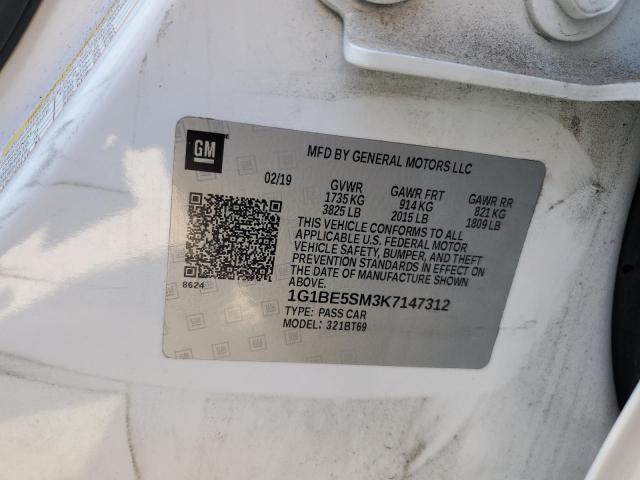 GM
MFD BY GENERAL MOTORS LLC
02/19
GVWR GAWR FRT GAWR RR
1735 KG 914 KG 821 KG
3825 LB 2015 LB 1809 LB
THIS VEHICLE CONFORMS TO ALL
APPLICABLE U.S. FEDERAL MOTOR
VEHICLE SAFETY, BUMPER, AND THEFT
PREVENTION STANDARDS IN EFFECT ON
THE DATE OF MANUFACTURE SHOWN
ABOVE.
8624
1G1BE5SM3K7147312
TYPE: PASS CAR
MODEL: 321BT69